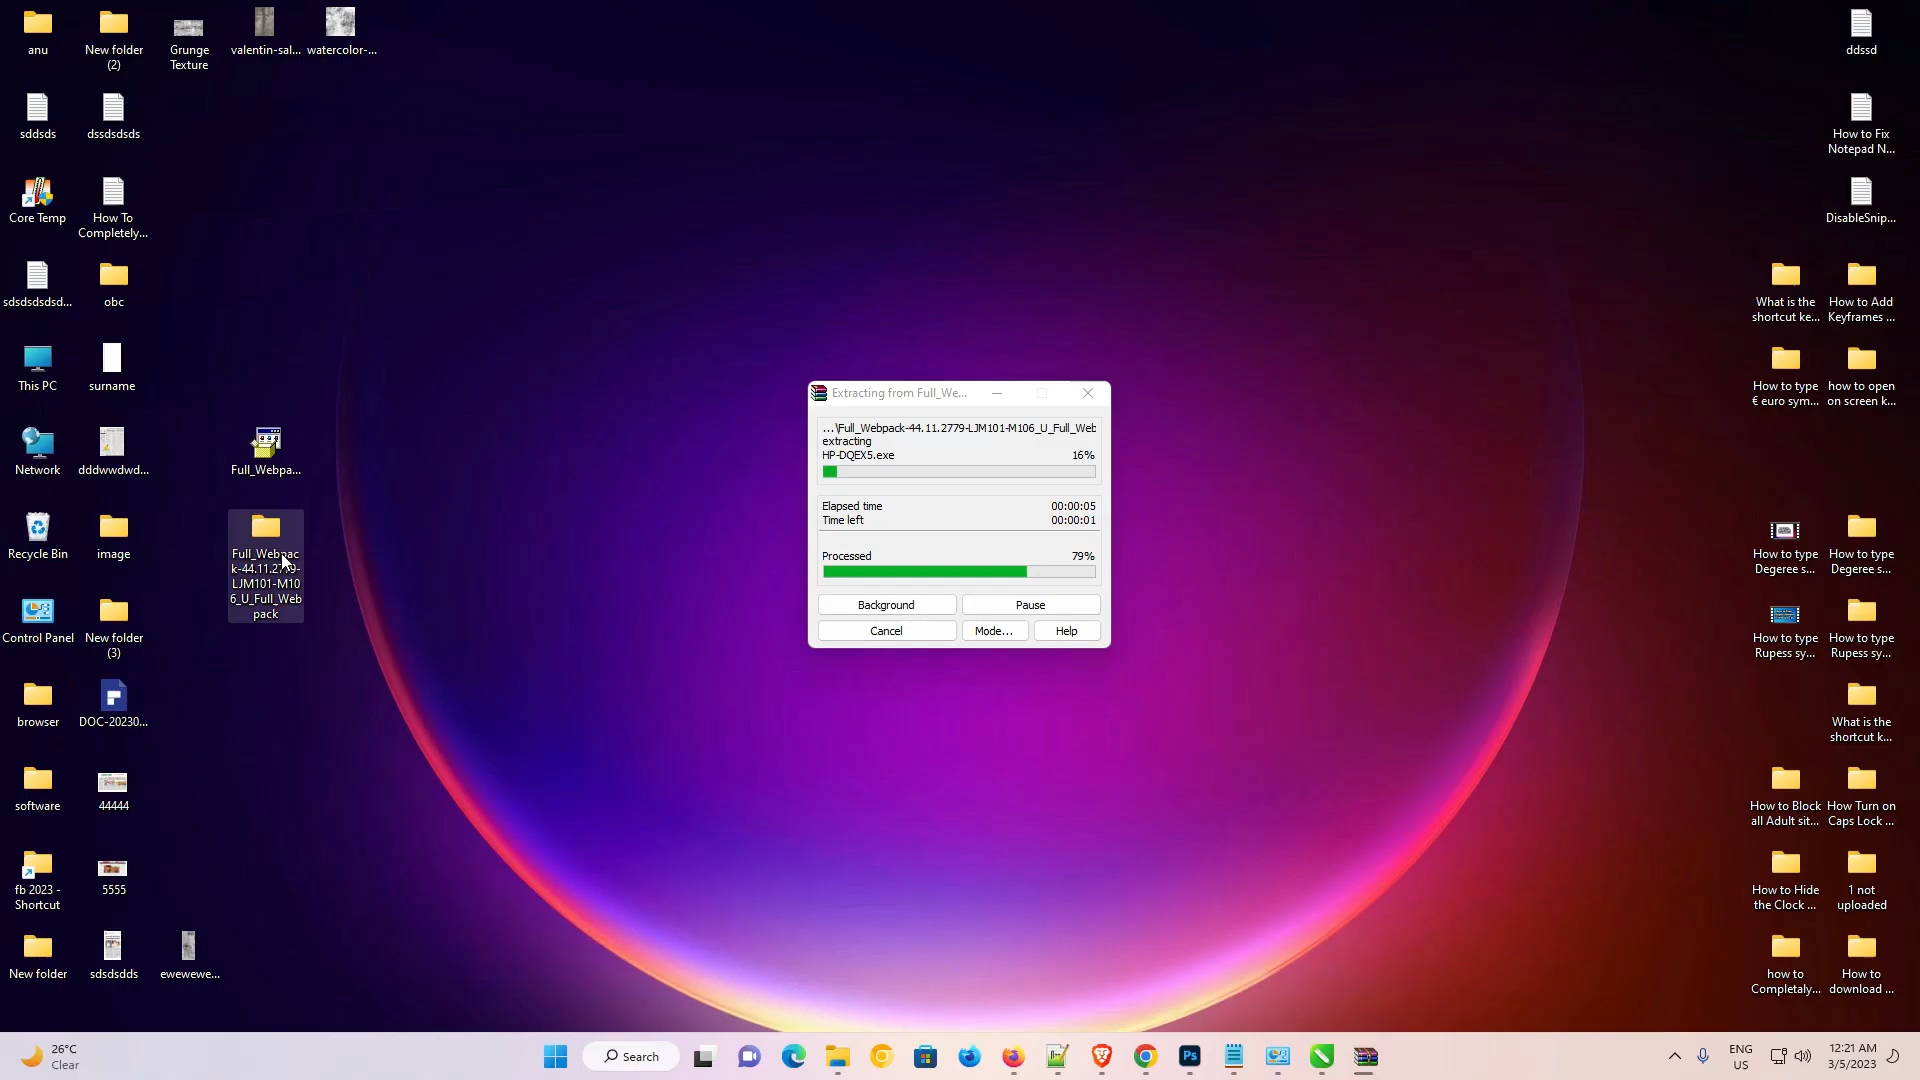 anu
New folder
(2)
Grunge
Texture
valentin-sal...
watercolor-...
sddsds
dssdsdsds
Core Temp
How To
Completely...
sdsdsdsdsd...
obc
This PC
surname
Network
dddwwdwd...
Full_Webpa...
Recycle Bin
image
Full_Webpac
k-44.11.2779-
LJM101-M10
6_U_Full_Web
pack
Control Panel
New folder
(3)
browser
DOC-20230...
software
44444
fb 2023 -
Shortcut
5555
New folder
sdsdsdds
ewewewe...
Extracting from Full_We...
...\Full_Webpack-44.11.2779-LJM101-M106_U_Full_Web
extracting
HP-DQEX5.exe 16%
Elapsed time 00:00:05
Time left 00:00:01
Processed 79%
Background Pause
Cancel Mode... Help
ddssd
How to Fix
Notepad N...
DisableSnip...
What is the
shortcut ke...
How to Add
Keyframes ...
How to type
€ euro sym...
how to open
on screen k...
How to type
Degeree s...
How to type
Degeree s...
How to type
Rupess sy...
How to type
Rupess sy...
What is the
shortcut k...
How to Block
all Adult sit...
How Turn on
Caps Lock ...
How to Hide
the Clock ...
1 not
uploaded
how to
Completaly...
How to
download ...
26°C
Clear
Search
Ps
ENG
US
12:21 AM
3/5/2023